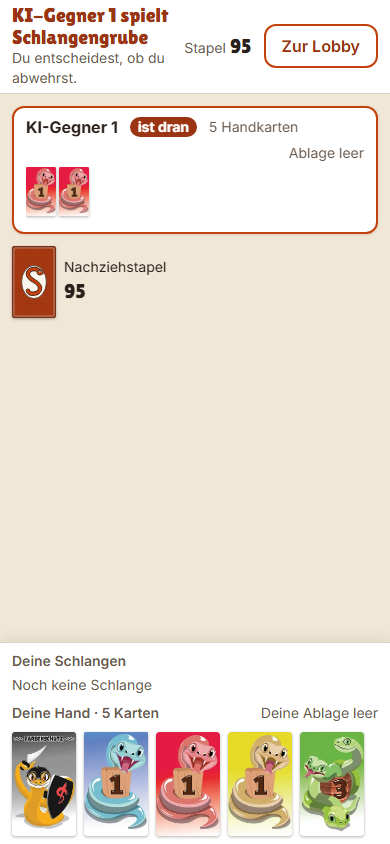 KI-Gegner 1 spielt
Schlangengrube
Du entscheidest, ob du
abwehrst.
Stapel 95
Zur Lobby
KI-Gegner 1 ist dran 5 Handkarten
Ablage leer
1 1
S
Nachziehstapel
95
Deine Schlangen
Noch keine Schlange
Deine Hand · 5 Karten
Deine Ablage leer
1 1 1 3